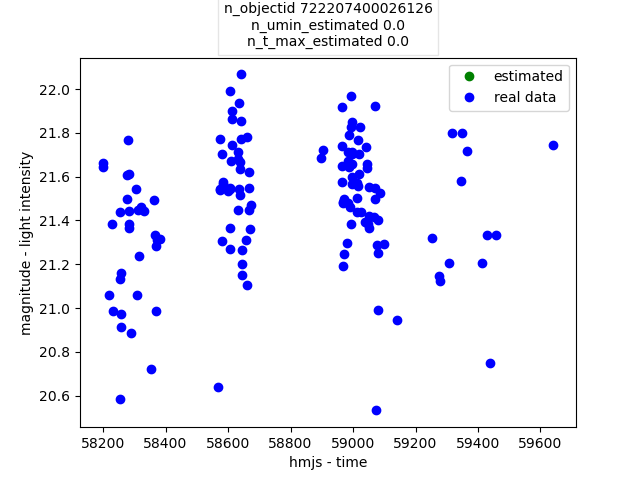 n_objectid 722207400026126
n_umin_estimated 0.0
n_t_max_estimated 0.0
estimated
real data
magnitude - light intensity
22.0
21.8
21.6
21.4
21.2
21.0
20.8
20.6
58200 58400 58600 58800 59000 59200 59400 59600
hmjs - time